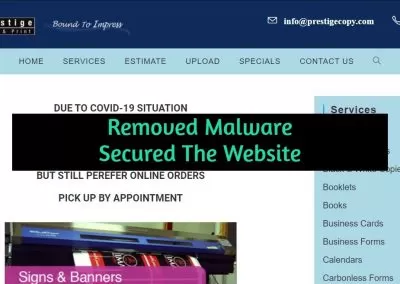 stige
& Print
Bound To Impress
info@prestigecopy.com
HOME SERVICES ESTIMATE UPLOAD SPECIALS CONTACT US
DUE TO COVID-19 SITUATION
Removed Malware
Secured The Website
BUT STILL PEREFER ONLINE ORDERS
PICK UP BY APPOINTMENT
Signs & Banners
Services
Booklets
Books
Business Cards
Business Forms
Calendars
Carbonless Forms